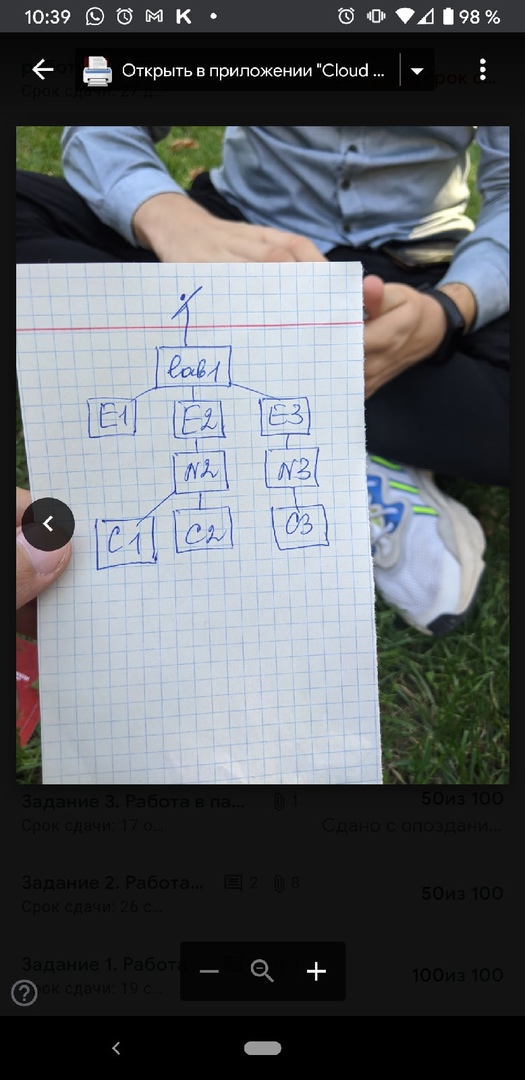 10:39
98 %
Открыть в приложении "Cloud ...
Срок сдачи: 27 д...
lab1
E1 E2 E3
N2 N3
C1 C2 C3
Задание 3. Работа в па... 1 50из 100
Срок сдачи: 17 о... Сдано с опоздани...
Задание 2. Работа... 2 8 50из 100
Срок сдачи: 26 с...
Задание 1. Работа 100из 100
Срок сдачи: 19 с...